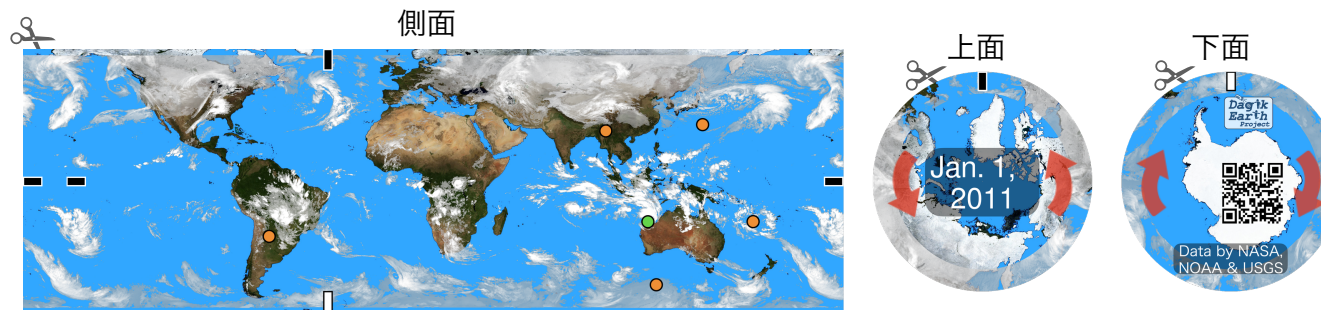 側面
上面
下面
Jan. 1,
2011
Dagik
Earth
Project
Data by NASA,
NOAA & USGS